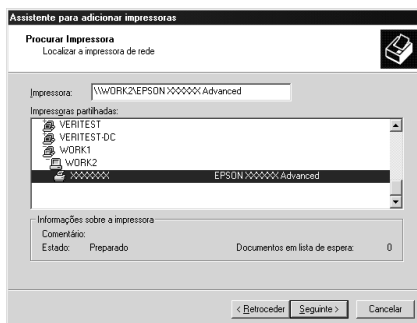 Assistente para adicionar impressoras
Procurar Impressora
Localizar a impressora de rede
Impressora:
\\WORK2\EPSON XXXXXX Advanced
Impressoras partilhadas:
VERITEST
VERITEST-DC
WORK1
WORK2
XXXXXXX EPSON XXXXXX Advanced
Informações sobre a impressora
Comentário:
Estado: Preparado Documentos em lista de espera: 0
< Retroceder Seguinte > Cancelar